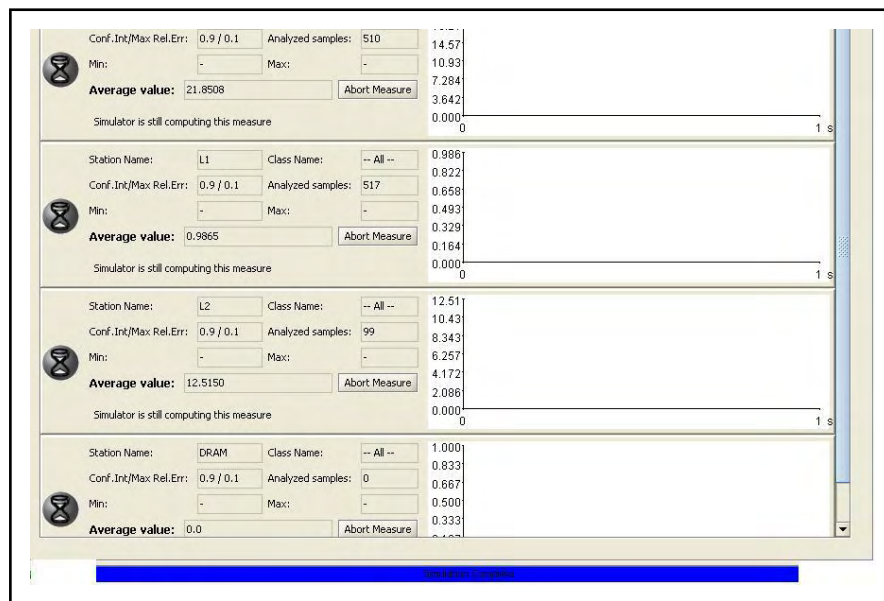 Conf.Int/Max Rel.Err: 0.9 / 0.1 Analyzed samples: 510
Min: - Max: -
Average value: 21.8508 Abort Measure
Simulator is still computing this measure
14.57
10.93
7.284
3.642
0.000
0 1 s
Station Name: L1 Class Name: -- All --
Conf.Int/Max Rel.Err: 0.9 / 0.1 Analyzed samples: 517
Min: - Max: -
Average value: 0.9865 Abort Measure
Simulator is still computing this measure
0.986
0.822
0.658
0.493
0.329
0.164
0.000
0 1 s
Station Name: L2 Class Name: -- All --
Conf.Int/Max Rel.Err: 0.9 / 0.1 Analyzed samples: 99
Min: - Max: -
Average value: 12.5150 Abort Measure
Simulator is still computing this measure
12.51
10.43
8.343
6.257
4.172
2.086
0.000
0 1 s
Station Name: DRAM Class Name: -- All --
Conf.Int/Max Rel.Err: 0.9 / 0.1 Analyzed samples: 0
Min: - Max: -
Average value: 0.0 Abort Measure
1.000
0.833
0.667
0.500
0.333
Simulation Complete